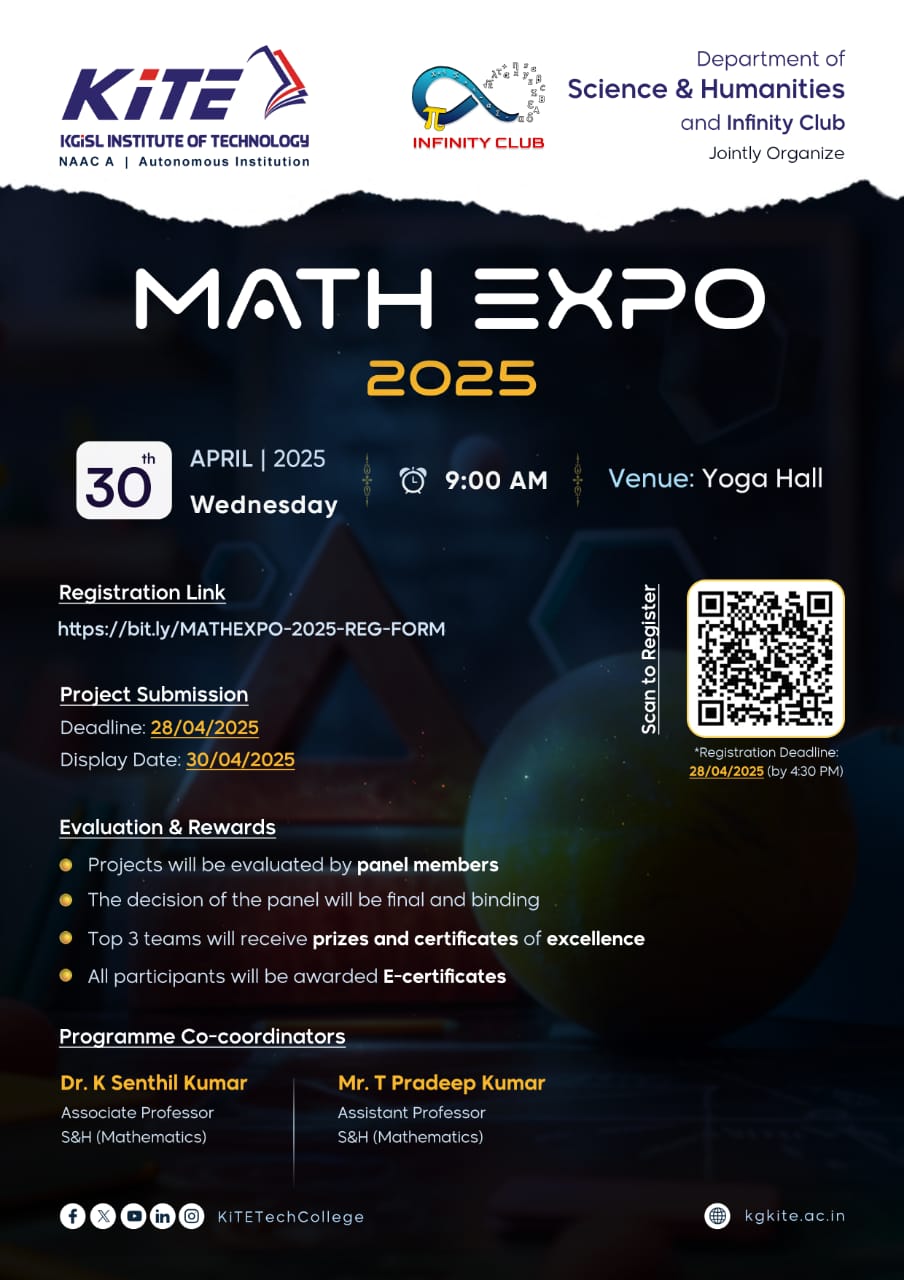 KiTE
KGiSL INSTITUTE OF TECHNOLOGY
NAAC A | Autonomous Institution
π
INFINITY CLUB
Department of
Science & Humanities
and Infinity Club
Jointly Organize
MATH EXPO
2025
30th
APRIL | 2025
Wednesday
9:00 AM
Venue: Yoga Hall
Registration Link
https://bit.ly/MATHEXPO-2025-REG-FORM
Scan to Register
*Registration Deadline:
28/04/2025 (by 4:30 PM)
Project Submission
Deadline: 28/04/2025
Display Date: 30/04/2025
Evaluation & Rewards
Projects will be evaluated by panel members
The decision of the panel will be final and binding
Top 3 teams will receive prizes and certificates of excellence
All participants will be awarded E-certificates
Programme Co-coordinators
Dr. K Senthil Kumar
Associate Professor
S&H (Mathematics)
Mr. T Pradeep Kumar
Assistant Professor
S&H (Mathematics)
KiTETechCollege
kgkite.ac.in